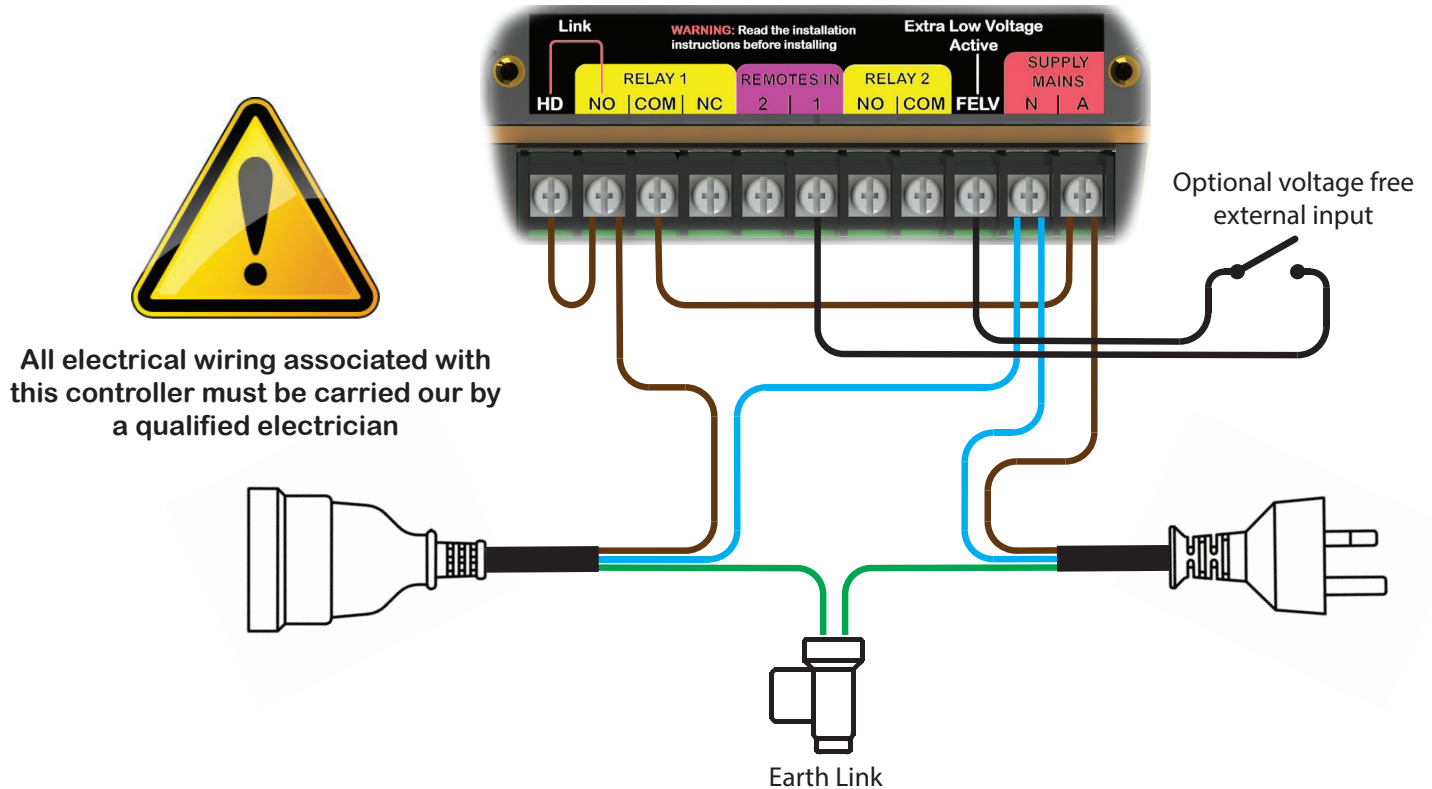 Link
WARNING: Read the installation
instructions before installing
Extra Low Voltage
Active
SUPPLY
MAINS
RELAY 1
REMOTES IN
RELAY 2
HD NO | COM | NC 2 | 1 NO | COM FELV N | A
Optional voltage free
external input
All electrical wiring associated with
this controller must be carried our by
a qualified electrician
Earth Link